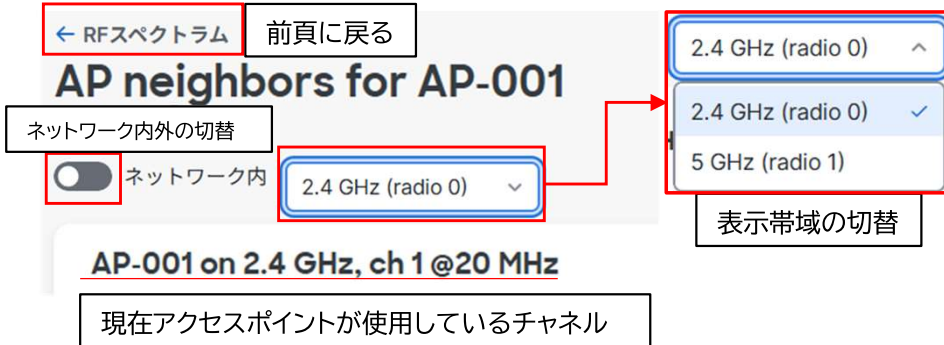 ← RFスペクトラム
前頁に戻る
AP neighbors for AP-001
ネットワーク内外の切替
ネットワーク内
2.4 GHz (radio 0)
2.4 GHz (radio 0)
2.4 GHz (radio 0)
5 GHz (radio 1)
表示帯域の切替
AP-001 on 2.4 GHz, ch 1 @20 MHz
現在アクセスポイントが使用しているチャネル